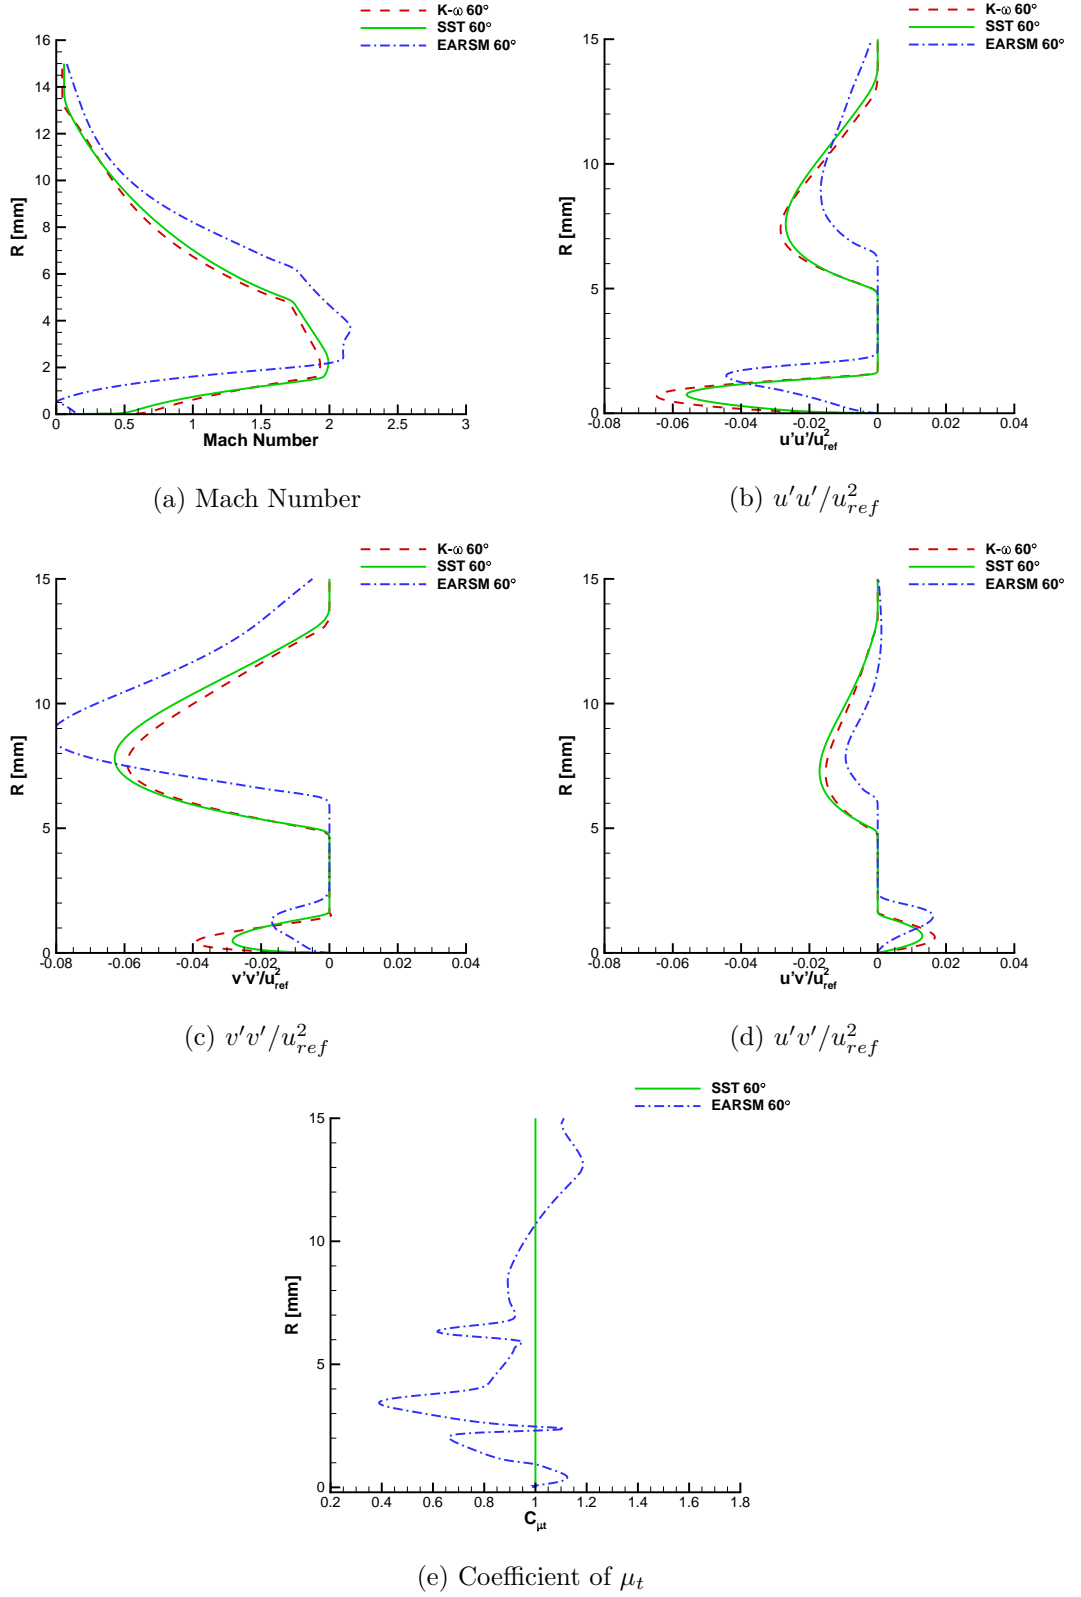 K-ω 60°
SST 60°
EARSM 60°
R [mm]
16
14
12
10
8
6
4
2
0
0 0.5 1 1.5 2 2.5 3
Mach Number
(a) Mach Number
K-ω 60°
SST 60°
EARSM 60°
R [mm]
15
10
5
0
-0.08 -0.06 -0.04 -0.02 0 0.02 0.04
u'u'/u²ref
(b) u′u′/u²ref
K-ω 60°
SST 60°
EARSM 60°
R [mm]
15
10
5
0
-0.08 -0.06 -0.04 -0.02 0 0.02 0.04
v'v'/u²ref
(c) v′v′/u²ref
K-ω 60°
SST 60°
EARSM 60°
R [mm]
15
10
5
0
-0.08 -0.06 -0.04 -0.02 0 0.02 0.04
u'v'/u²ref
(d) u′v′/u²ref
SST 60°
EARSM 60°
R [mm]
15
10
5
0
0.2 0.4 0.6 0.8 1 1.2 1.4 1.6 1.8
Cμt
(e) Coefficient of μt